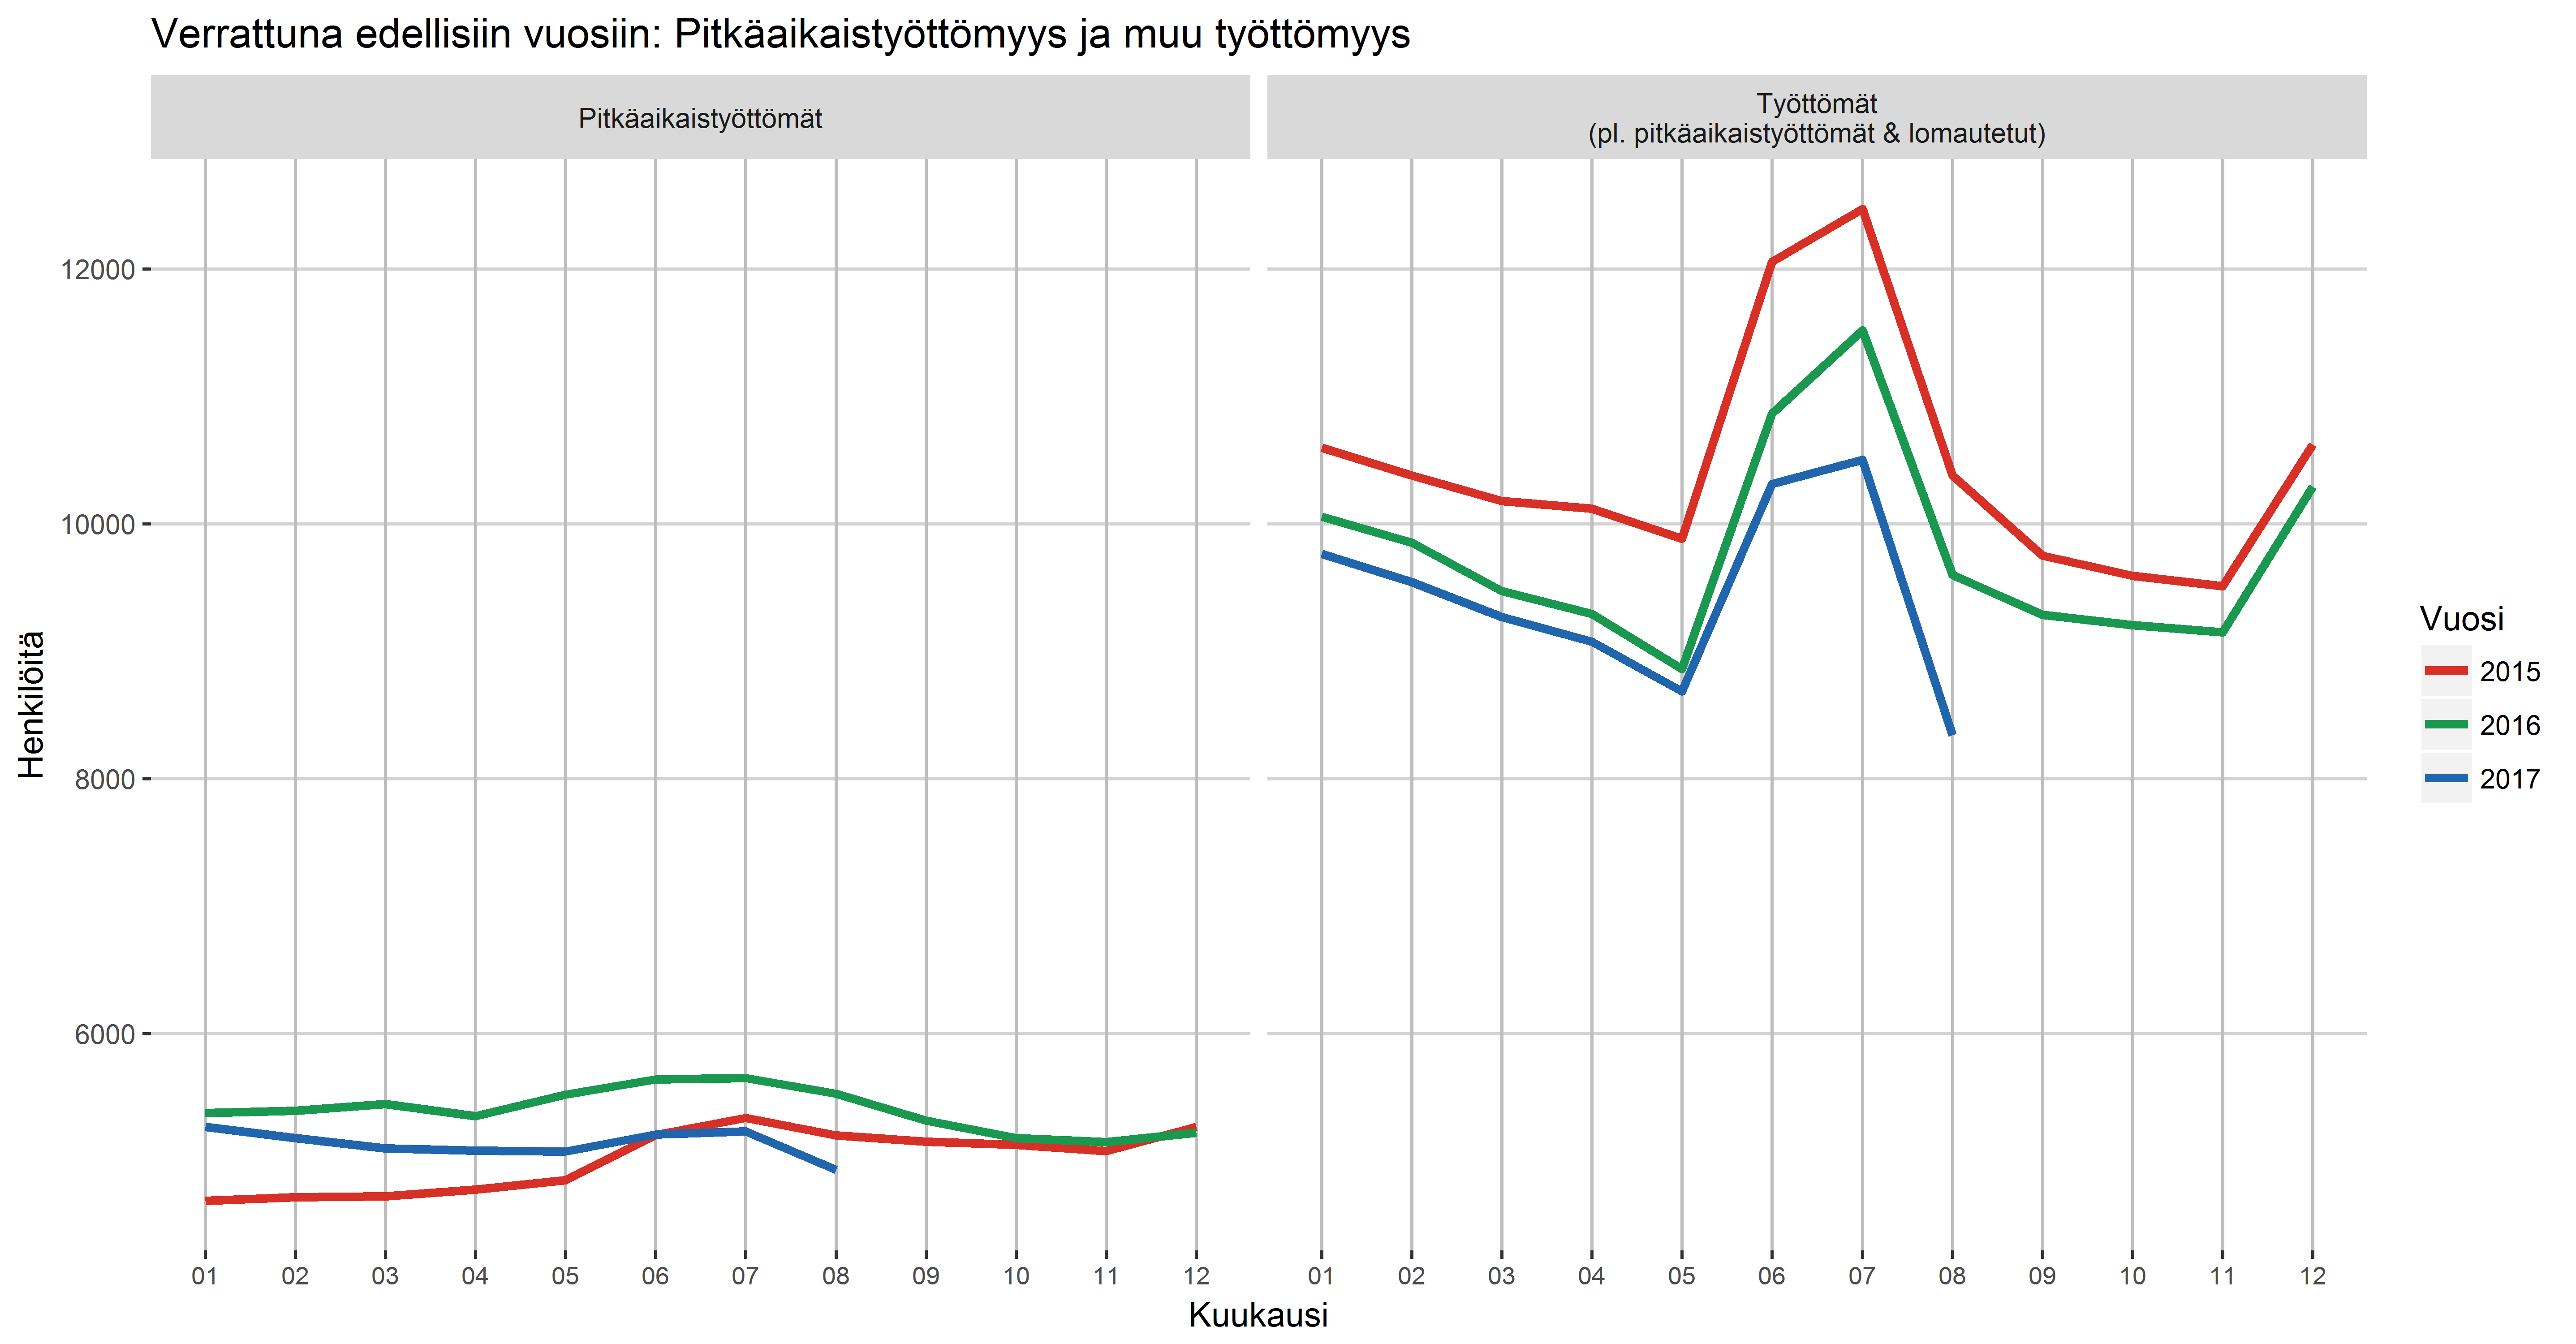 Verrattuna edellisiin vuosiin: Pitkäaikaistyöttömyys ja muu työttömyys
Pitkäaikaistyöttömät
Työttömät
(pl. pitkäaikaistyöttömät & lomautetut)
12000
10000
8000
6000
Henkilöitä
01 02 03 04 05 06 07 08 09 10 11 12
01 02 03 04 05 06 07 08 09 10 11 12
Kuukausi
Vuosi
2015
2016
2017